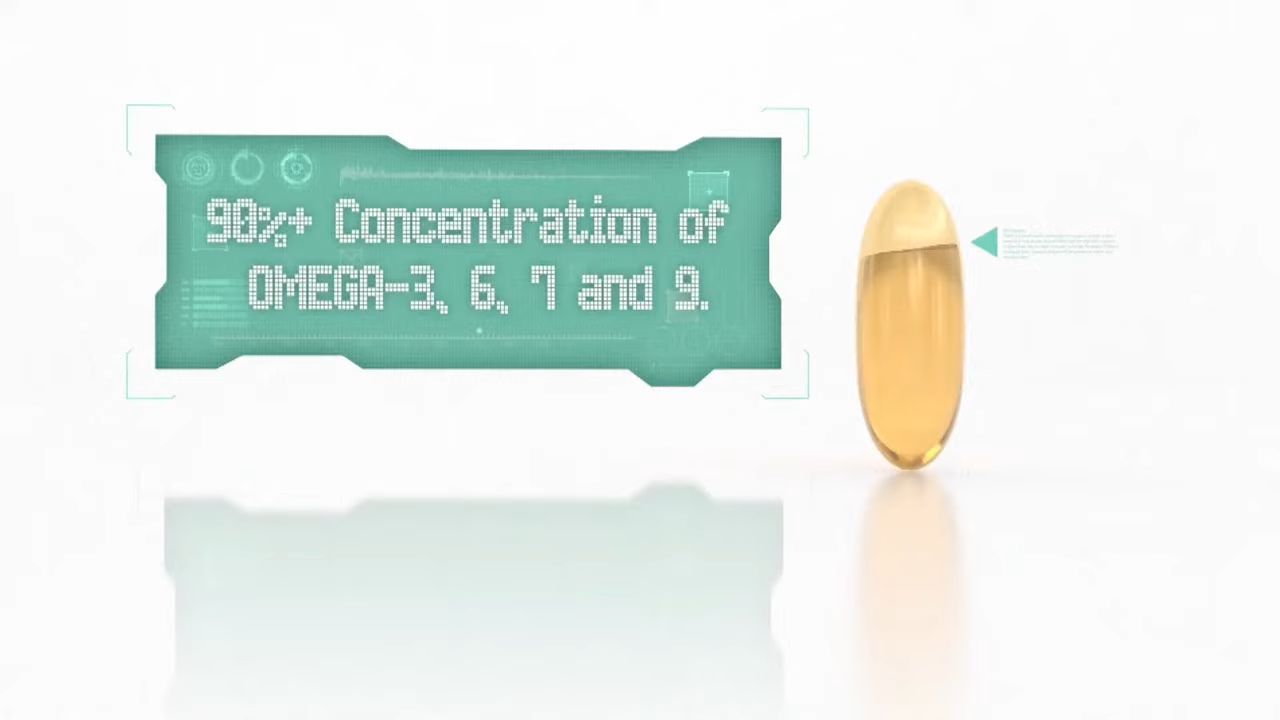 90%+ Concentration of
OMEGA-3, 6, 7 and 9.